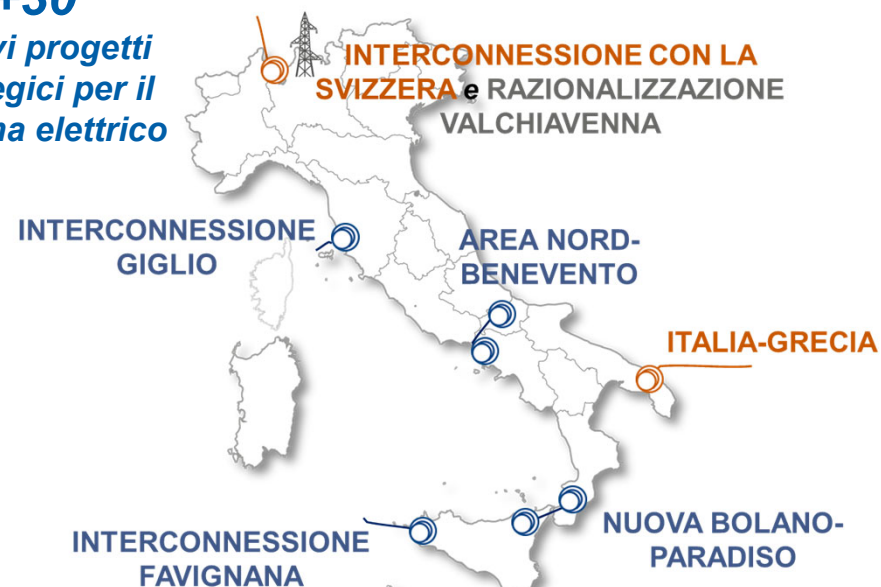 +30
vi progetti
egici per il
na elettrico
INTERCONNESSIONE CON LA
SVIZZERA e RAZIONALIZZAZIONE
VALCHIAVENNA
INTERCONNESSIONE
GIGLIO
AREA NORD-
BENEVENTO
ITALIA-GRECIA
INTERCONNESSIONE
FAVIGNANA
NUOVA BOLANO-
PARADISO